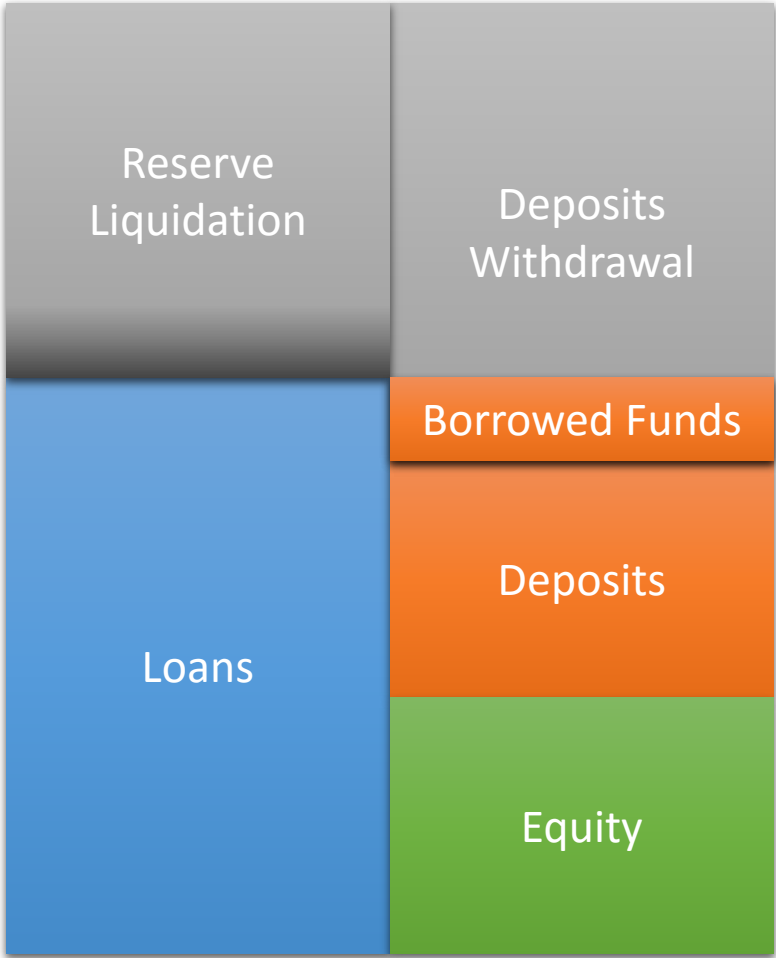 Reserve
Liquidation
Deposits
Withdrawal
Borrowed Funds
Deposits
Loans
Equity